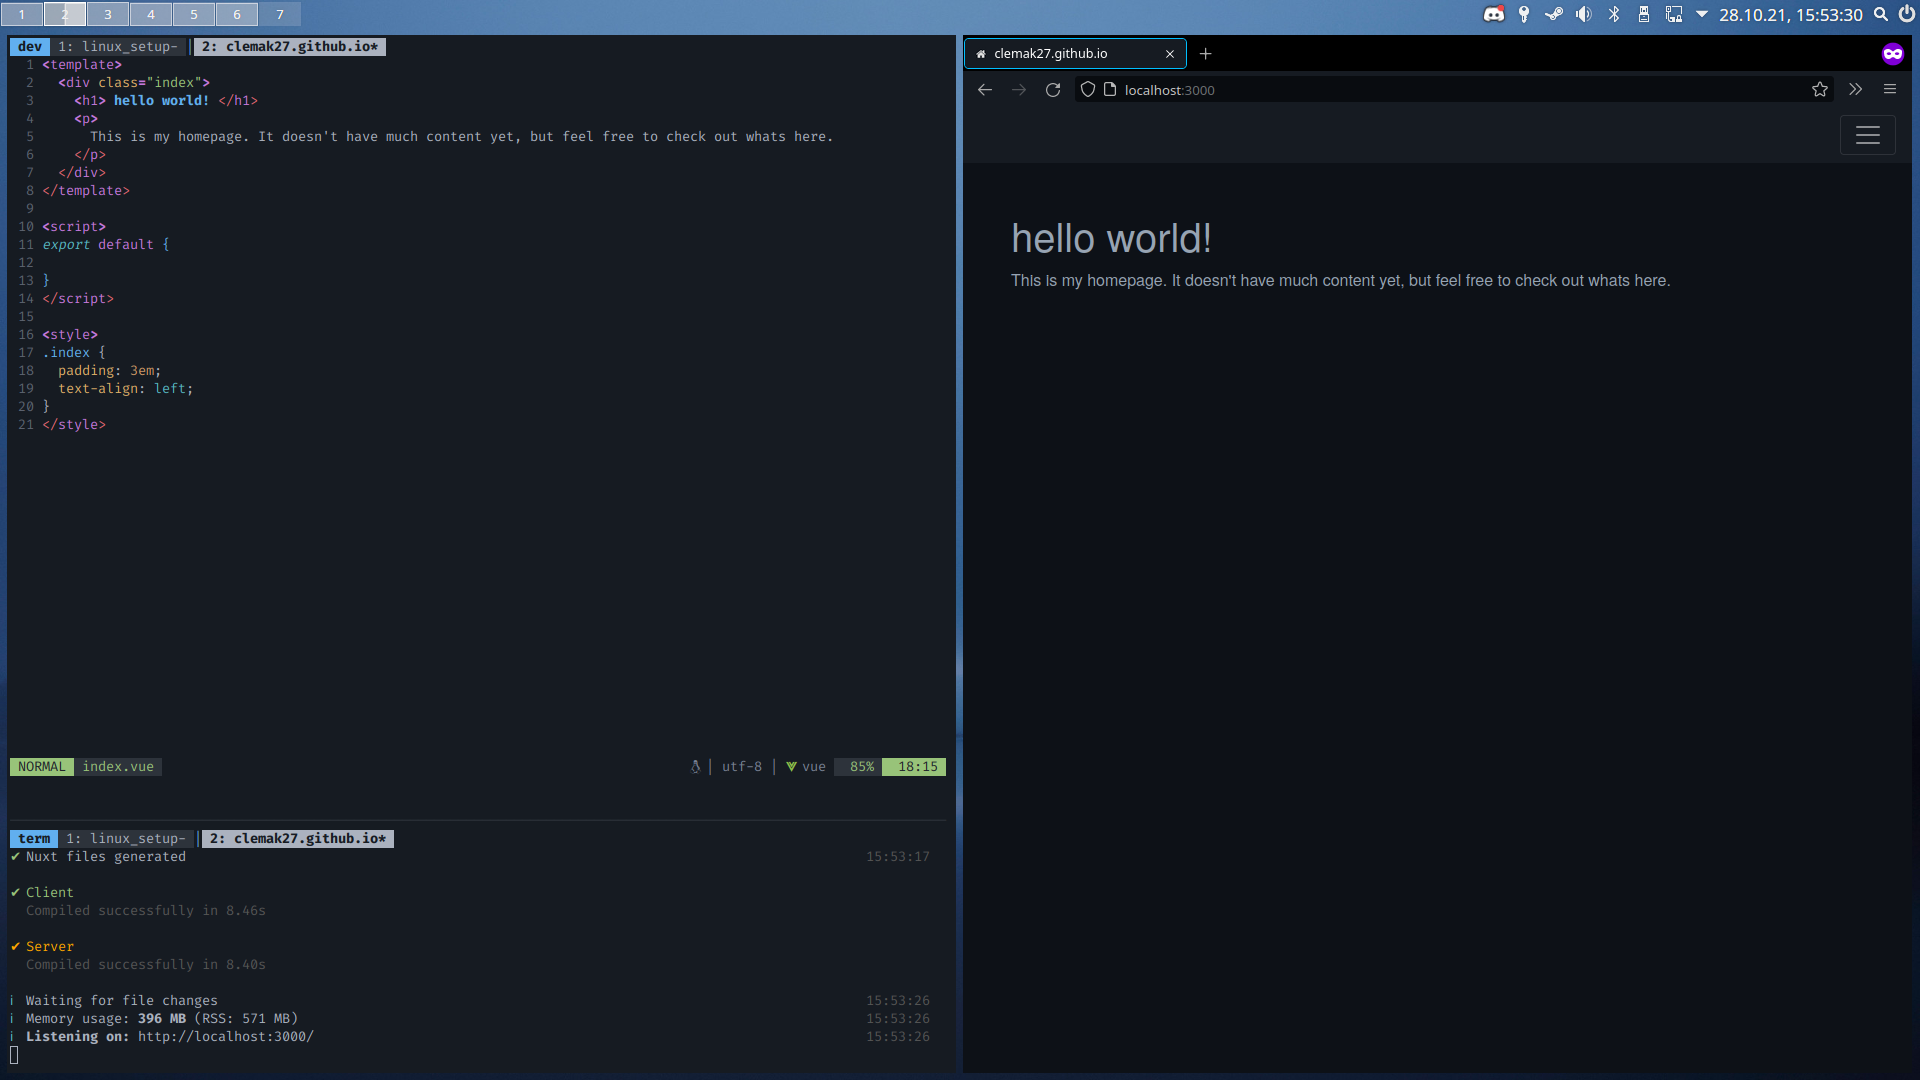 1 2 3 4 5 6 7
28.10.21, 15:53:30
dev 1: linux_setup- 2: clemak27.github.io*
1 <template>
2 <div class="index">
3 <h1> hello world! </h1>
4 <p>
5 This is my homepage. It doesn't have much content yet, but feel free to check out whats here.
6 </p>
7 </div>
8 </template>
9
10 <script>
11 export default {
12
13 }
14 </script>
15
16 <style>
17 .index {
18 padding: 3em;
19 text-align: left;
20 }
21 </style>
NORMAL index.vue utf-8 vue 85% 18:15
term 1: linux_setup- 2: clemak27.github.io*
✔ Nuxt files generated 15:53:17
✔ Client
Compiled successfully in 8.46s
✔ Server
Compiled successfully in 8.40s
i Waiting for file changes 15:53:26
i Memory usage: 396 MB (RSS: 571 MB) 15:53:26
i Listening on: http://localhost:3000/ 15:53:26
clemak27.github.io
localhost:3000
hello world!
This is my homepage. It doesn't have much content yet, but feel free to check out whats here.